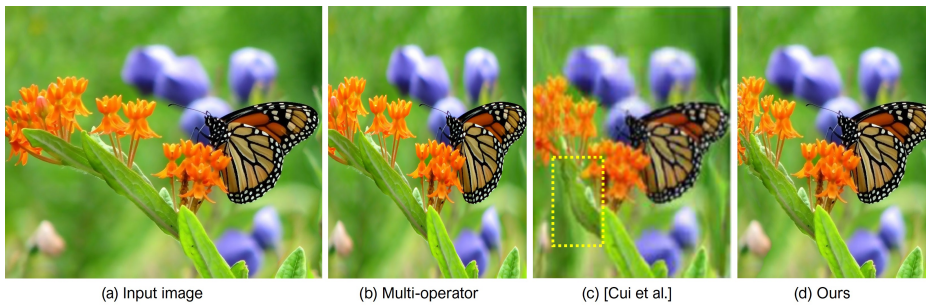 (a) Input image
(b) Multi-operator
(c) [Cui et al.]
(d) Ours